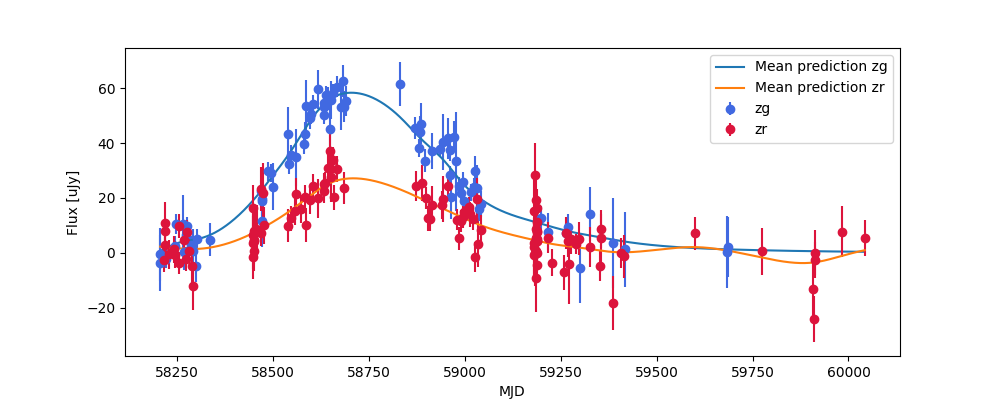 Mean prediction zg
Mean prediction zr
zg
zr
Flux [uJy]
60
40
20
0
−20
58250 58500 58750 59000 59250 59500 59750 60000
MJD